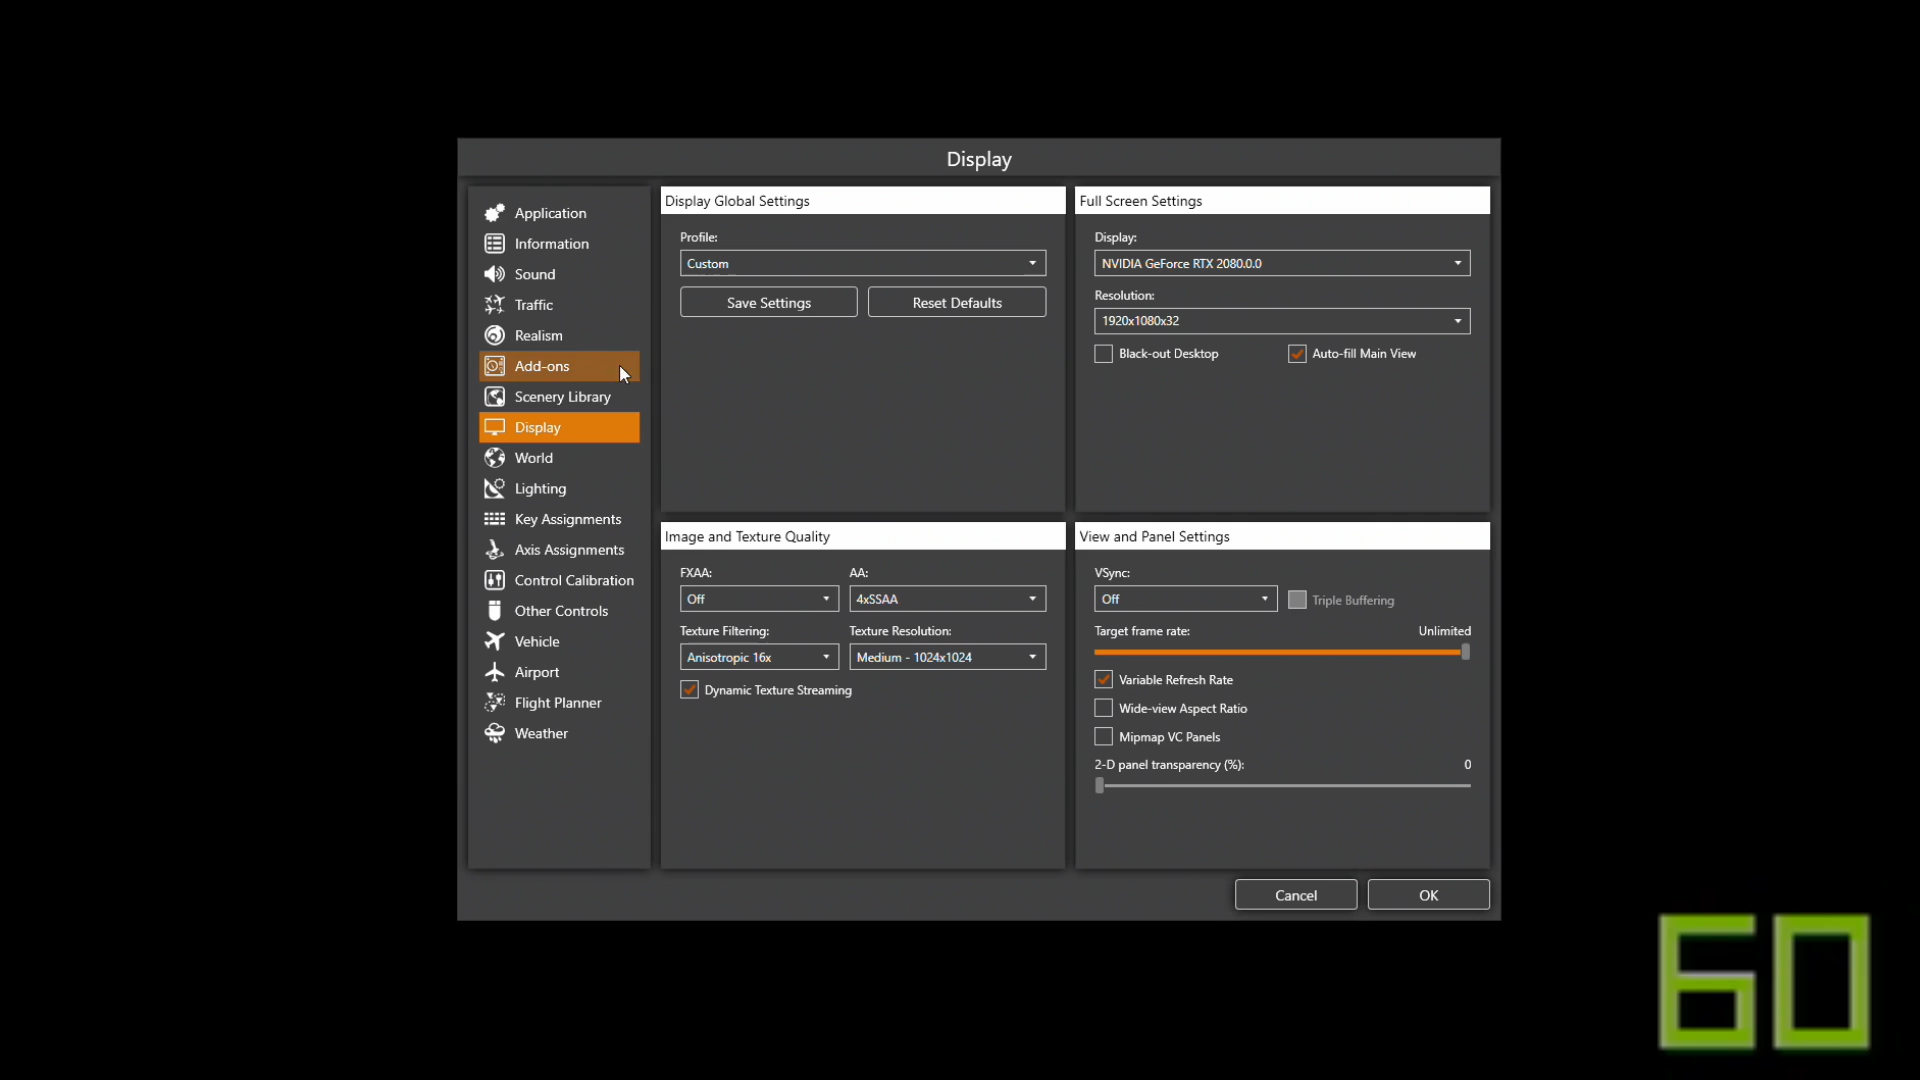 Display
Application
Information
Sound
Traffic
Realism
Add-ons
Scenery Library
Display
World
Lighting
Key Assignments
Axis Assignments
Control Calibration
Other Controls
Vehicle
Airport
Flight Planner
Weather
Display Global Settings
Profile:
Custom
Save Settings Reset Defaults
Full Screen Settings
Display:
NVIDIA GeForce RTX 2080.0.0
Resolution:
1920x1080x32
Black-out Desktop Auto-fill Main View
Image and Texture Quality
FXAA: AA:
Off 4xSSAA
Texture Filtering: Texture Resolution:
Anisotropic 16x Medium - 1024x1024
Dynamic Texture Streaming
View and Panel Settings
VSync:
Off Triple Buffering
Target frame rate: Unlimited
Variable Refresh Rate
Wide-view Aspect Ratio
Mipmap VC Panels
2-D panel transparency (%): 0
Cancel OK
60